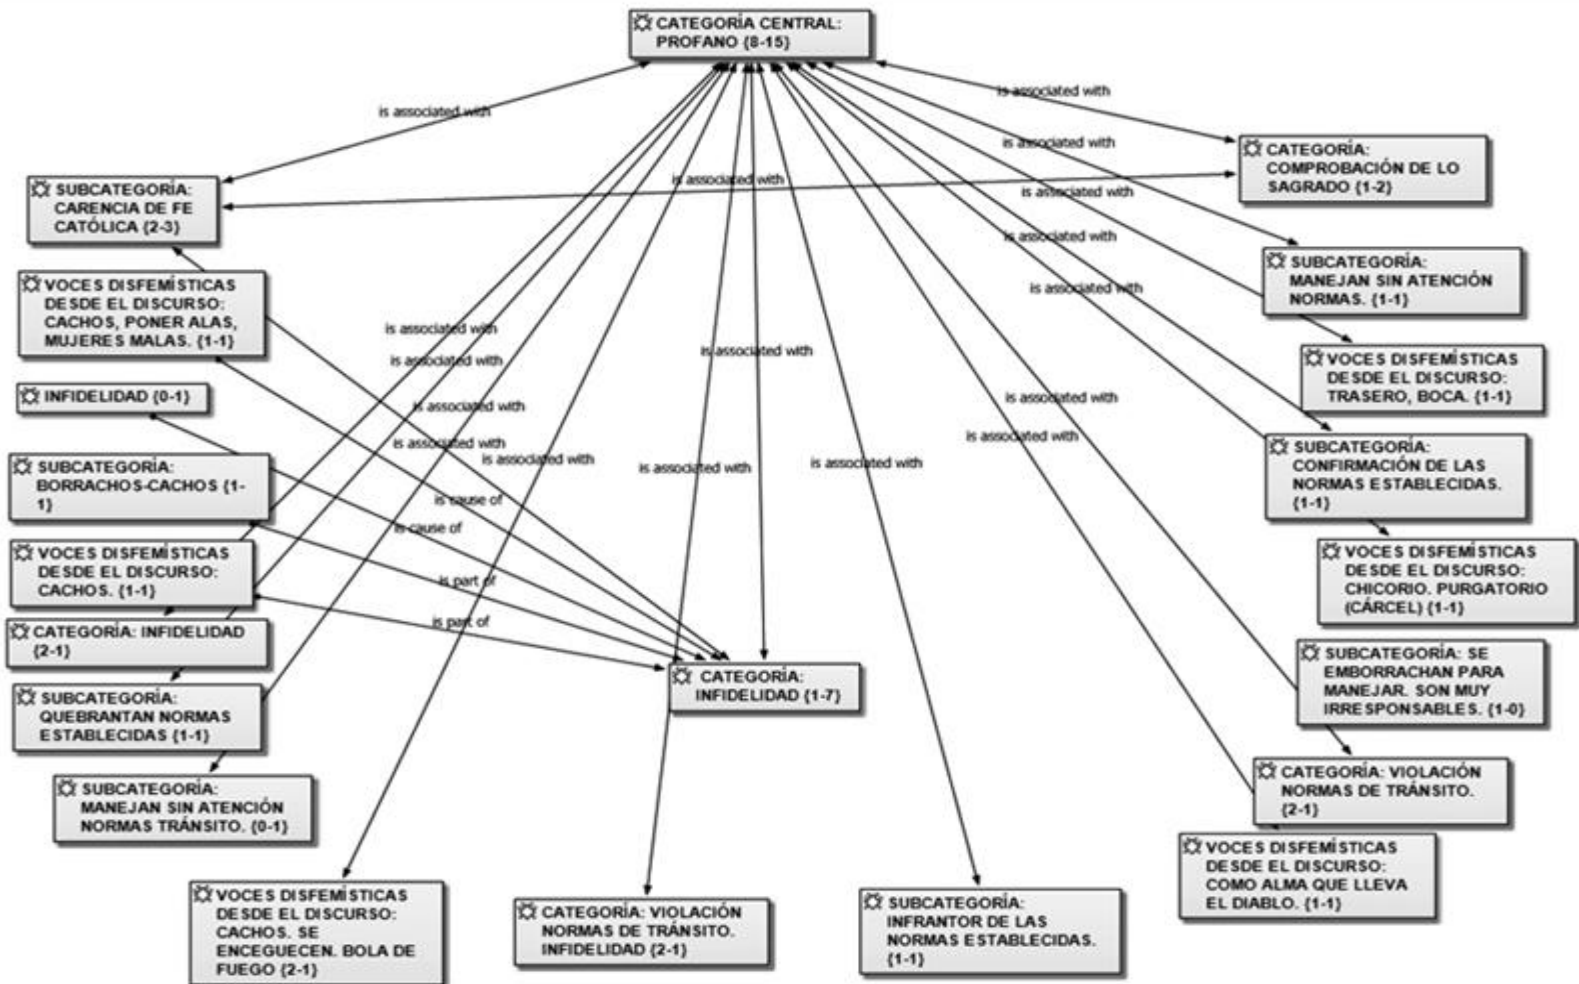 CATEGORÍA CENTRAL:
PROFANO {8-15}
is associated with
is associated with
CATEGORÍA:
COMPROBACIÓN DE LO
SAGRADO {1-2}
is associated with
is associated with
SUBCATEGORÍA:
CARENCIA DE FE
CATÓLICA {2-3}
is associated with
is associated with
SUBCATEGORÍA:
MANEJAN SIN ATENCIÓN
NORMAS. {1-1}
is associated with
VOCES DISFEMÍSTICAS
DESDE EL DISCURSO:
CACHOS, PONER ALAS,
MUJERES MALAS. {1-1}
is associated with
is associated with
is associated with
is associated with
VOCES DISFEMÍSTICAS
DESDE EL DISCURSO:
TRASERO, BOCA. {1-1}
INFIDELIDAD {0-1}
is associated with
is associated with
is associated with
is associated with
is associated with
is associated with
is associated with
SUBCATEGORÍA:
CONFIRMACIÓN DE LAS
NORMAS ESTABLECIDAS.
{1-1}
SUBCATEGORÍA:
BORRACHOS-CACHOS {1-
1}
is cause of
is cause of
VOCES DISFEMÍSTICAS
DESDE EL DISCURSO:
CACHOS. {1-1}
VOCES DISFEMÍSTICAS
DESDE EL DISCURSO:
CHICORIO. PURGATORIO
(CÁRCEL) {1-1}
is part of
is part of
CATEGORÍA: INFIDELIDAD
{2-1}
SUBCATEGORÍA: SE
EMBORRACHAN PARA
MANEJAR. SON MUY
IRRESPONSABLES. {1-0}
CATEGORÍA:
INFIDELIDAD {1-7}
SUBCATEGORÍA:
QUEBRANTAN NORMAS
ESTABLECIDAS {1-1}
CATEGORÍA: VIOLACIÓN
NORMAS DE TRÁNSITO.
{2-1}
SUBCATEGORÍA:
MANEJAN SIN ATENCIÓN
NORMAS TRÁNSITO. {0-1}
VOCES DISFEMÍSTICAS
DESDE EL DISCURSO:
COMO ALMA QUE LLEVA
EL DIABLO. {1-1}
VOCES DISFEMÍSTICAS
DESDE EL DISCURSO:
CACHOS. SE
ENCEGUECEN. BOLA DE
FUEGO {2-1}
CATEGORÍA: VIOLACIÓN
NORMAS DE TRÁNSITO.
INFIDELIDAD {2-1}
SUBCATEGORÍA:
INFRANTOR DE LAS
NORMAS ESTABLECIDAS.
{1-1}